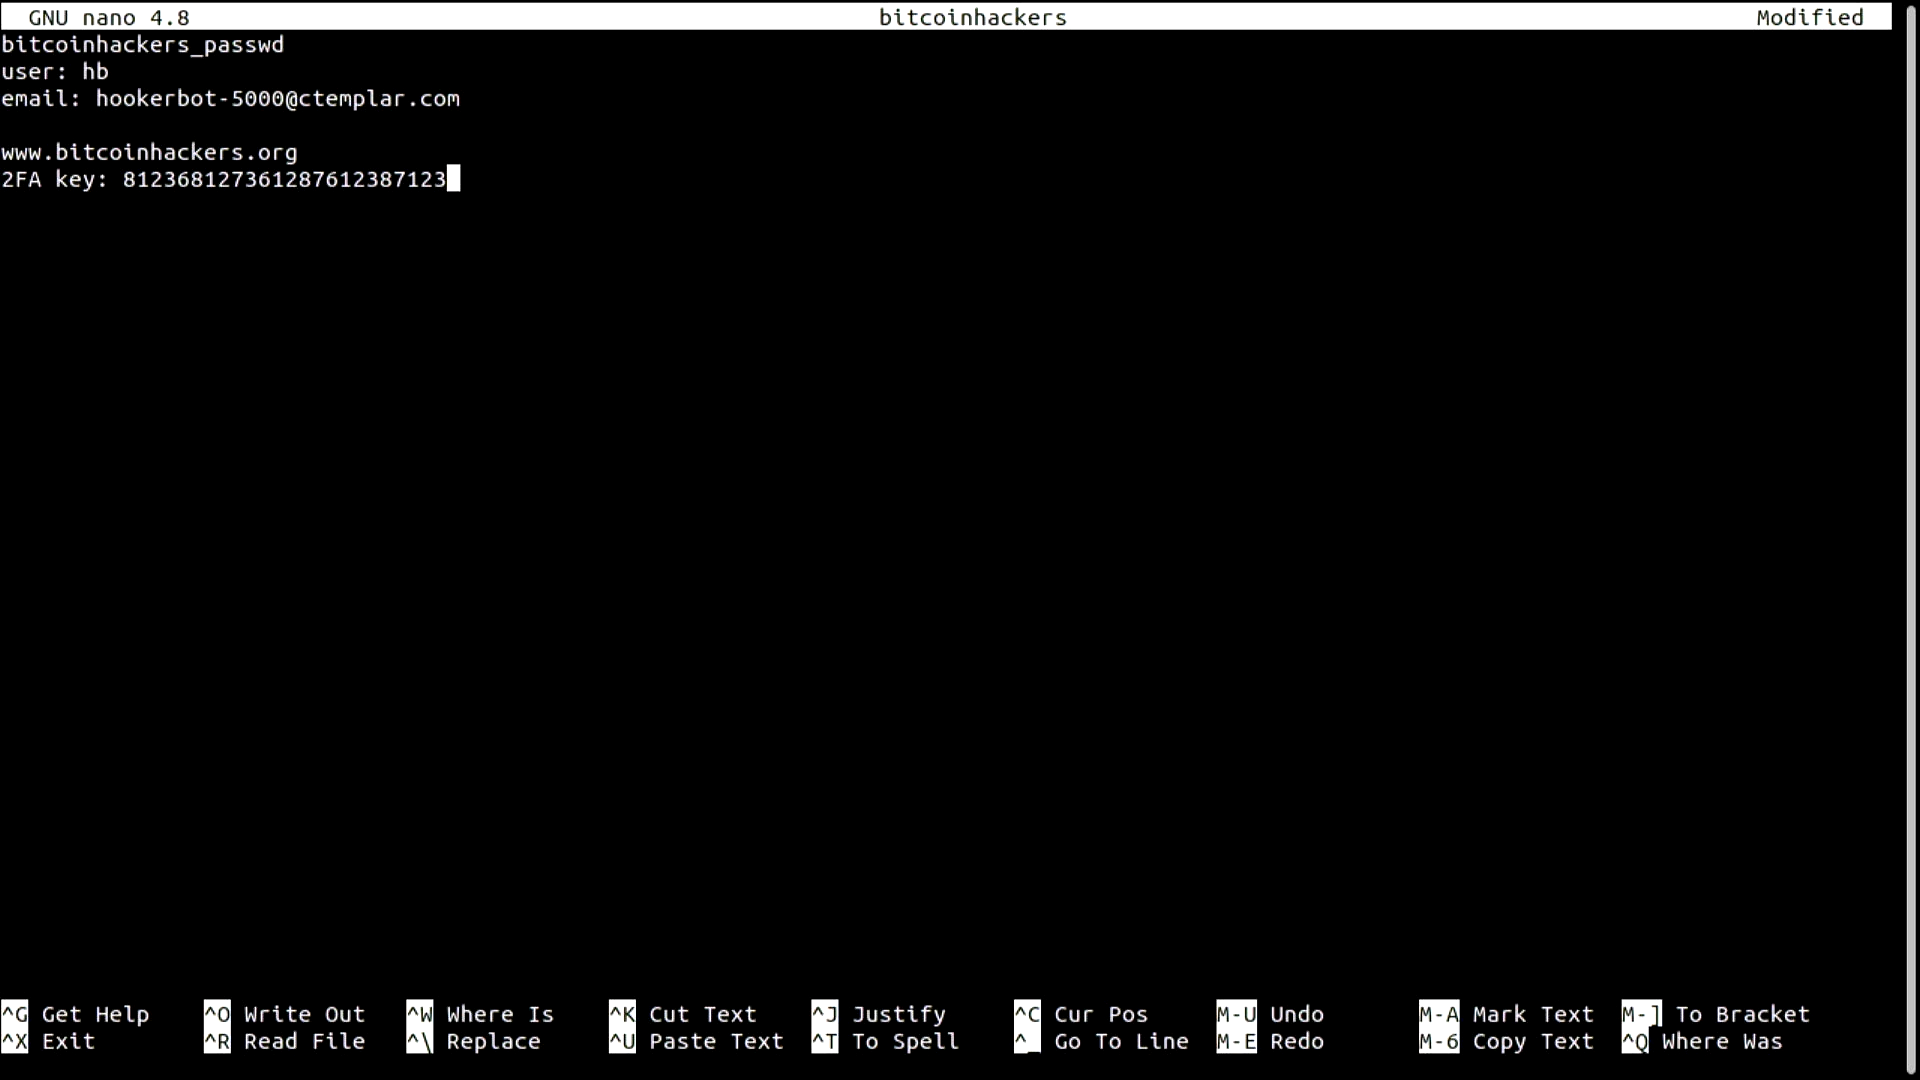 GNU nano 4.8 bitcoinhackers Modified
bitcoinhackers_passwd
user: hb
email: hookerbot-5000@ctemplar.com
www.bitcoinhackers.org
2FA key: 812368127361287612387123
^G Get Help ^O Write Out ^W Where Is ^K Cut Text ^J Justify ^C Cur Pos M-U Undo M-A Mark Text M-] To Bracket
^X Exit ^R Read File ^\ Replace ^U Paste Text ^T To Spell ^_ Go To Line M-E Redo M-6 Copy Text ^Q Where Was